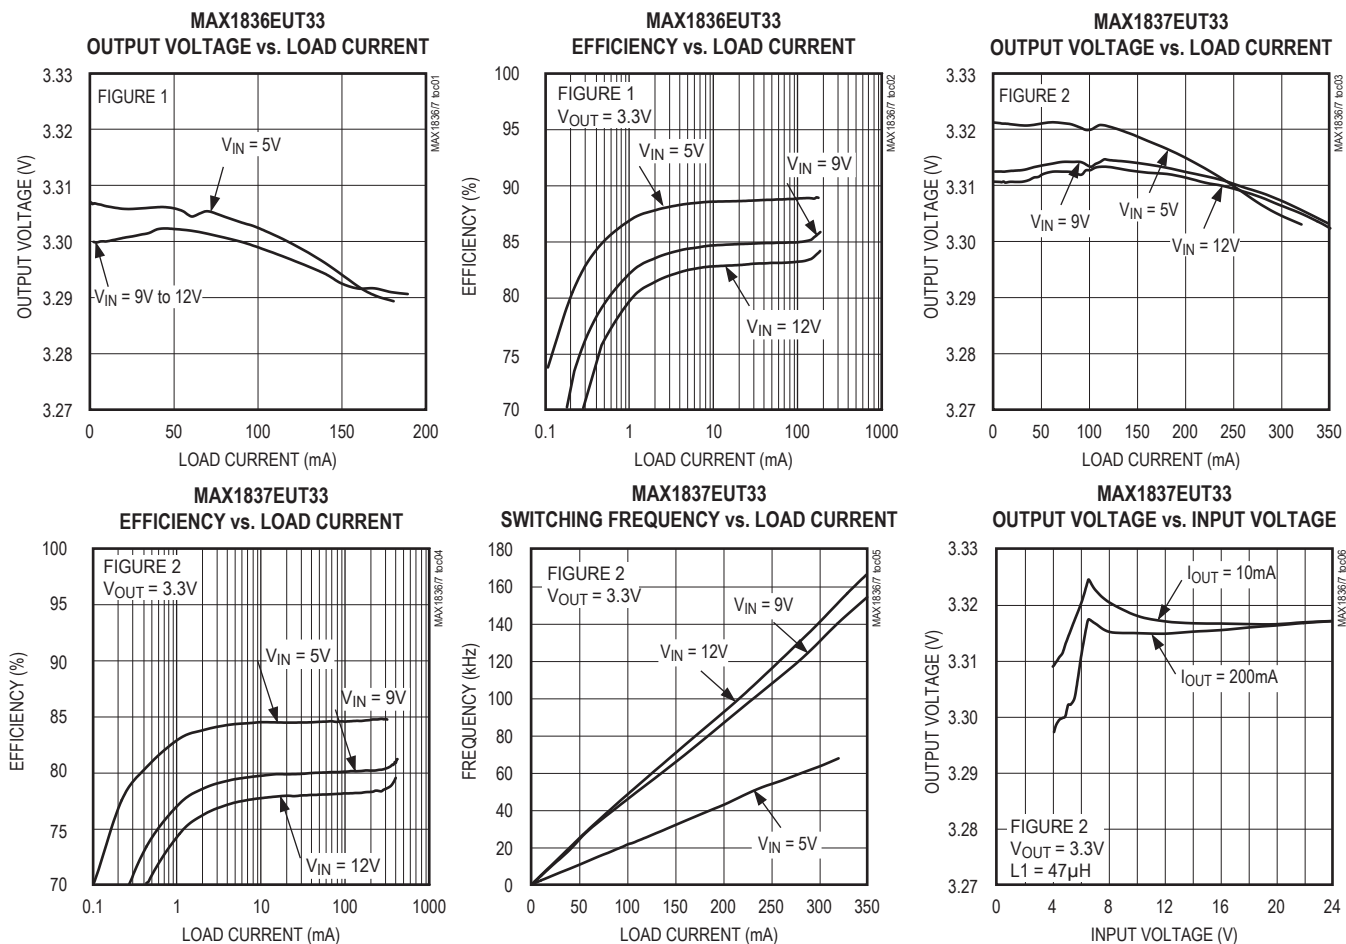 MAX1836EUT33
OUTPUT VOLTAGE vs. LOAD CURRENT
MAX1836/7 toc01
FIGURE 1
VIN = 5V
VIN = 9V to 12V
OUTPUT VOLTAGE (V)
3.33
3.32
3.31
3.30
3.29
3.28
3.27
0 50 100 150 200
LOAD CURRENT (mA)
MAX1836EUT33
EFFICIENCY vs. LOAD CURRENT
MAX1836/7 toc02
FIGURE 1
VOUT = 3.3V
VIN = 5V
VIN = 9V
VIN = 12V
EFFICIENCY (%)
100
95
90
85
80
75
70
0.1 1 10 100 1000
LOAD CURRENT (mA)
MAX1837EUT33
OUTPUT VOLTAGE vs. LOAD CURRENT
MAX1836/7 toc03
FIGURE 2
VIN = 9V
VIN = 5V
VIN = 12V
OUTPUT VOLTAGE (V)
3.33
3.32
3.31
3.30
3.29
3.28
3.27
0 50 100 150 200 250 300 350
LOAD CURRENT (mA)
MAX1837EUT33
EFFICIENCY vs. LOAD CURRENT
MAX1836/7 toc04
FIGURE 2
VOUT = 3.3V
VIN = 5V
VIN = 9V
VIN = 12V
EFFICIENCY (%)
100
95
90
85
80
75
70
0.1 1 10 100 1000
LOAD CURRENT (mA)
MAX1837EUT33
SWITCHING FREQUENCY vs. LOAD CURRENT
MAX1836/7 toc05
FIGURE 2
VOUT = 3.3V
VIN = 9V
VIN = 12V
VIN = 5V
FREQUENCY (kHz)
180
160
140
120
100
80
60
40
20
0
0 50 100 150 200 250 300 350
LOAD CURRENT (mA)
MAX1837EUT33
OUTPUT VOLTAGE vs. INPUT VOLTAGE
MAX1836/7 toc06
IOUT = 10mA
IOUT = 200mA
FIGURE 2
VOUT = 3.3V
L1 = 47µH
OUTPUT VOLTAGE (V)
3.33
3.32
3.31
3.30
3.29
3.28
3.27
0 4 8 12 16 20 24
INPUT VOLTAGE (V)